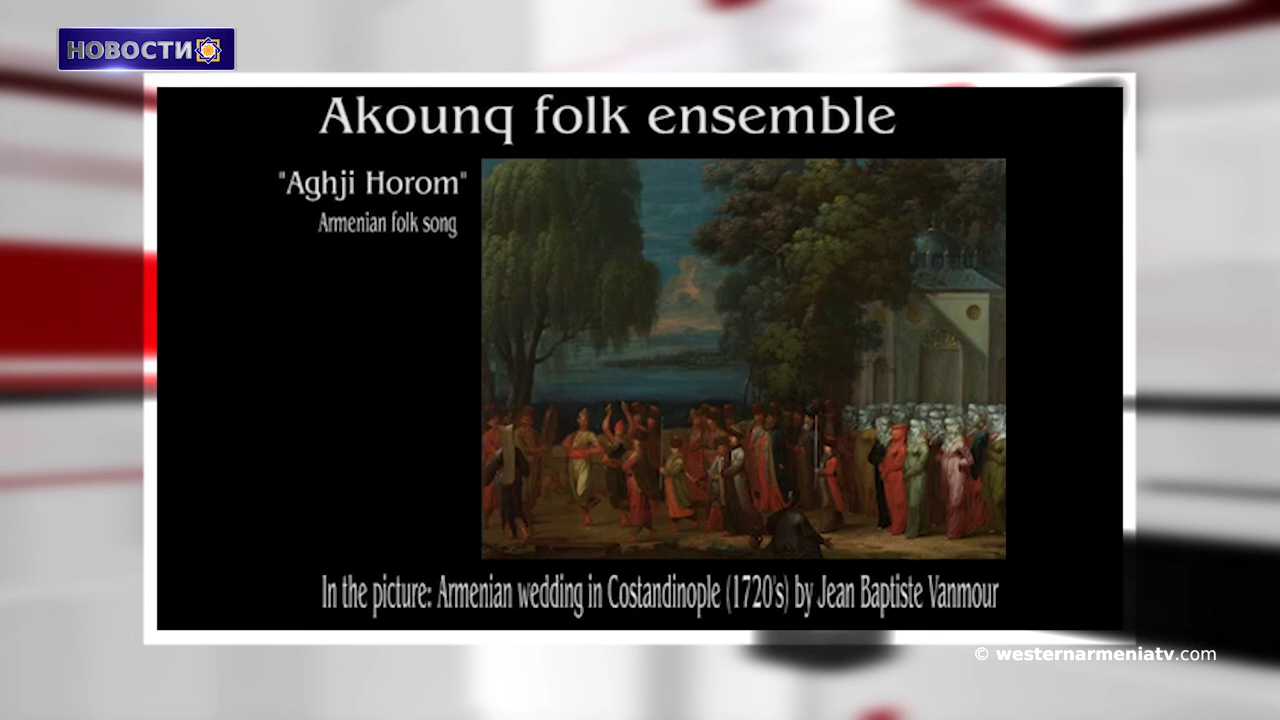 НОВОСТИ
Akounq folk ensemble
"Aghji Horom"
Armenian folk song
In the picture: Armenian wedding in Costandinople (1720's) by Jean Baptiste Vanmour
© westernarmeniatv.com